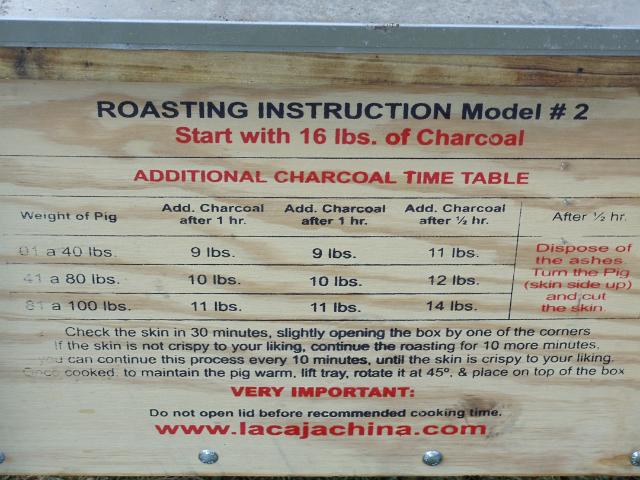 ROASTING INSTRUCTION Model # 2
Start with 16 lbs. of Charcoal
ADDITIONAL CHARCOAL TIME TABLE
Weight of Pig
Add. Charcoal after 1 hr.
Add. Charcoal after 1 hr.
Add. Charcoal after ½ hr.
After ½ hr.
01 a 40 lbs. 9 lbs. 9 lbs. 11 lbs.
41 a 80 lbs. 10 lbs. 10 lbs. 12 lbs.
81 a 100 lbs. 11 lbs. 11 lbs. 14 lbs.
Dispose of
the ashes.
Turn the Pig
(skin side up)
and cut
the skin.
Check the skin in 30 minutes, slightly opening the box by one of the corners
If the skin is not crispy to your liking, continue the roasting for 10 more minutes.
you can continue this process every 10 minutes, until the skin is crispy to your liking.
Once cooked, to maintain the pig warm, lift tray, rotate it at 45º, & place on top of the box
VERY IMPORTANT:
Do not open lid before recommended cooking time.
www.lacajachina.com